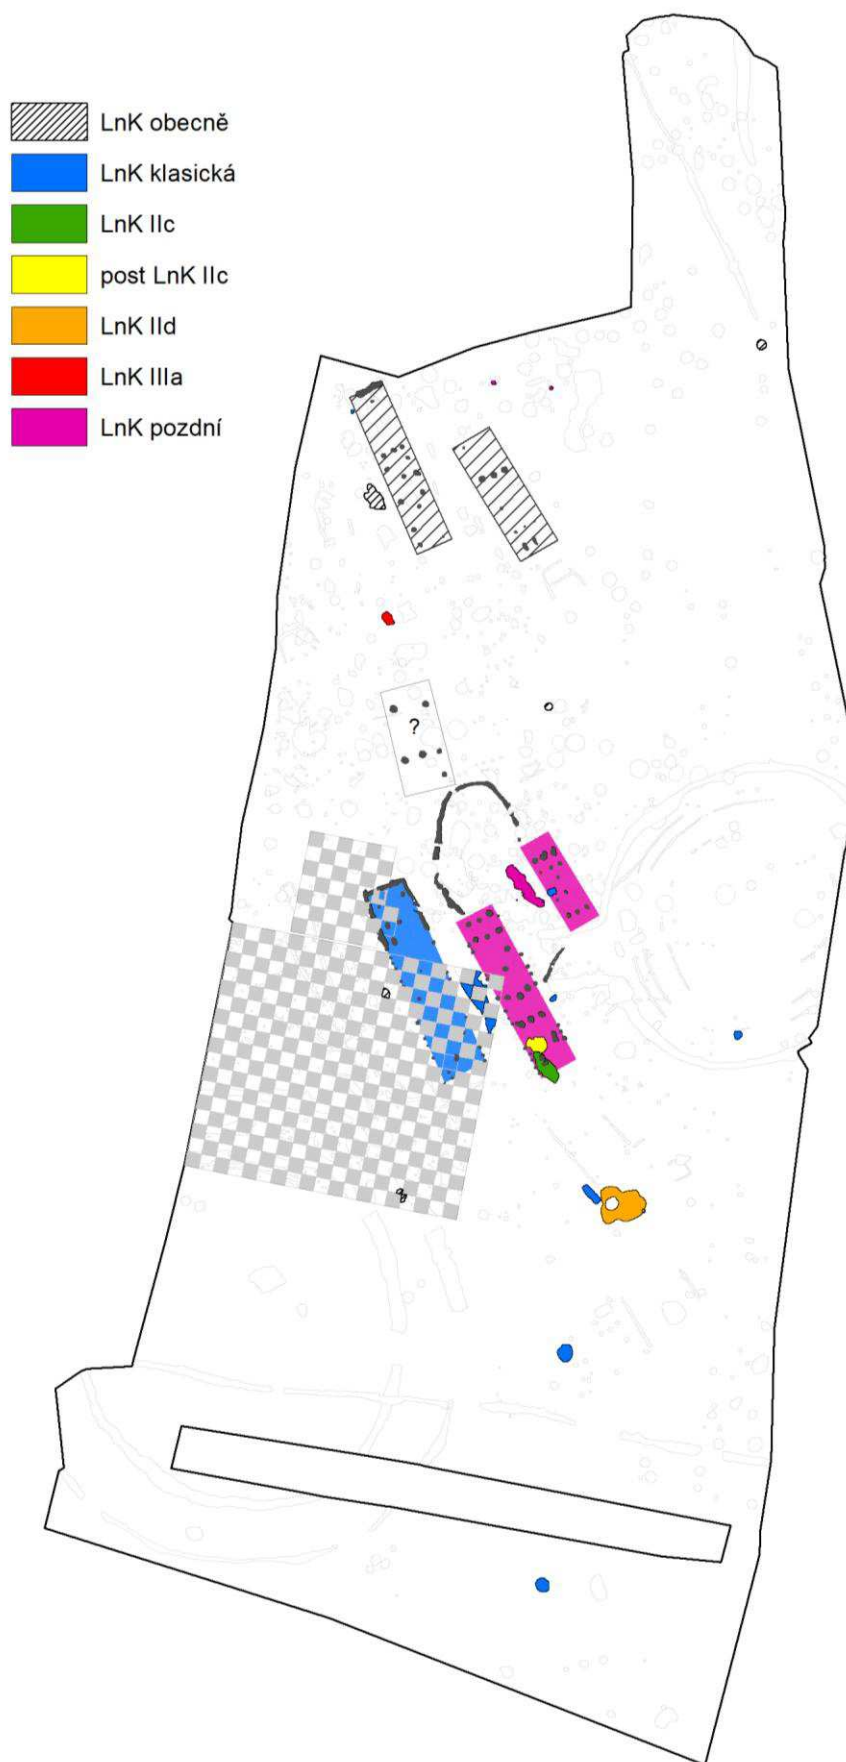 LnK obecně
LnK klasická
LnK IIc
post LnK IIc
LnK IId
LnK IIIa
LnK pozdní
?